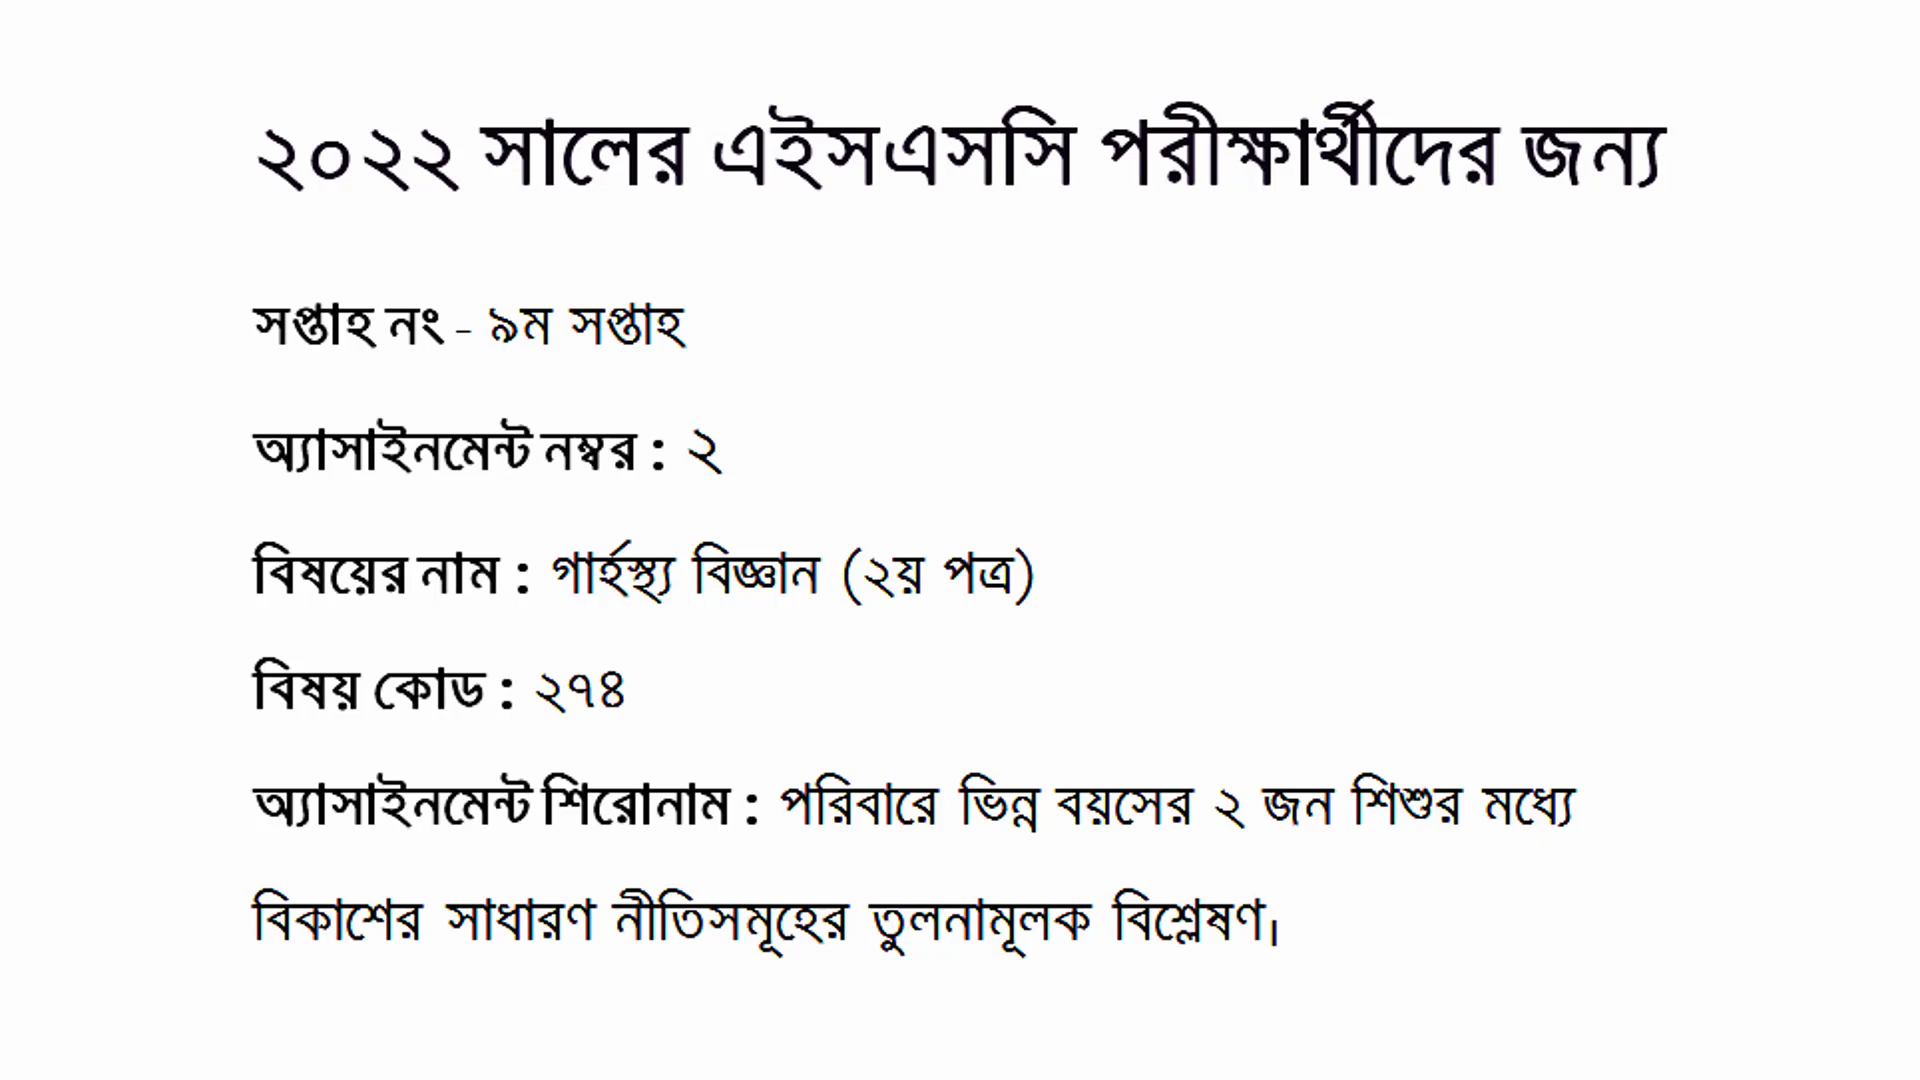 ২০২২ সালের এইসএসসি পরীক্ষার্থীদের জন্য
সপ্তাহ নং - ৯ম সপ্তাহ
অ্যাসাইনমেন্ট নম্বর : ২
বিষয়ের নাম : গার্হস্থ্য বিজ্ঞান (২য় পত্র)
বিষয় কোড : ২৭৪
অ্যাসাইনমেন্ট শিরোনাম : পরিবারে ভিন্ন বয়সের ২ জন শিশুর মধ্যে
বিকাশের সাধারণ নীতিসমূহের তুলনামূলক বিশ্লেষণ।